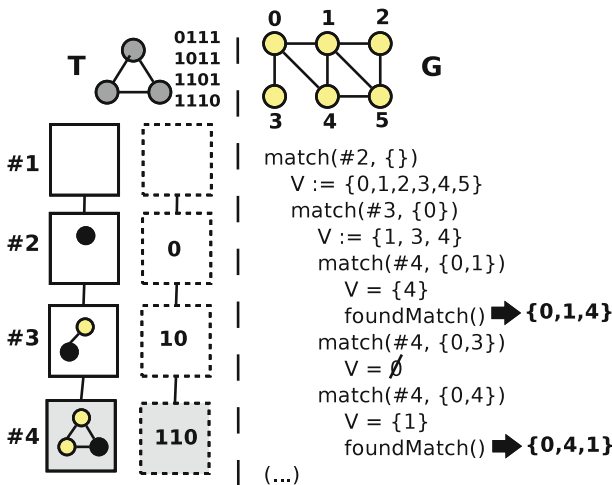 T
0111
1011
1101
1110
#1
#2
0
#3
10
#4
110
0 1 2
G
3 4 5
match(#2, {})
V := {0,1,2,3,4,5}
match(#3, {0})
V := {1, 3, 4}
match(#4, {0,1})
V = {4}
foundMatch() {0,1,4}
match(#4, {0,3})
V = ∅
match(#4, {0,4})
V = {1}
foundMatch() {0,4,1}
(...)